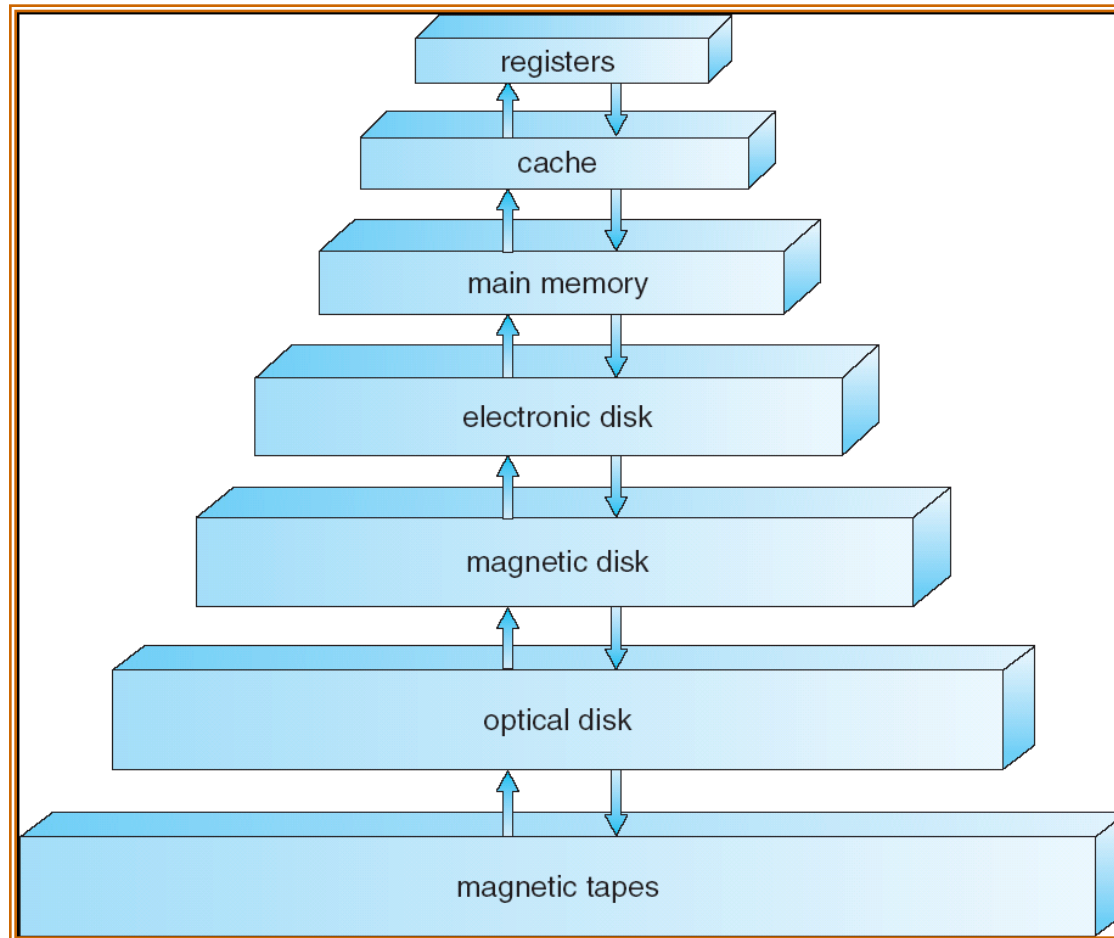 registers
cache
main memory
electronic disk
magnetic disk
optical disk
magnetic tapes